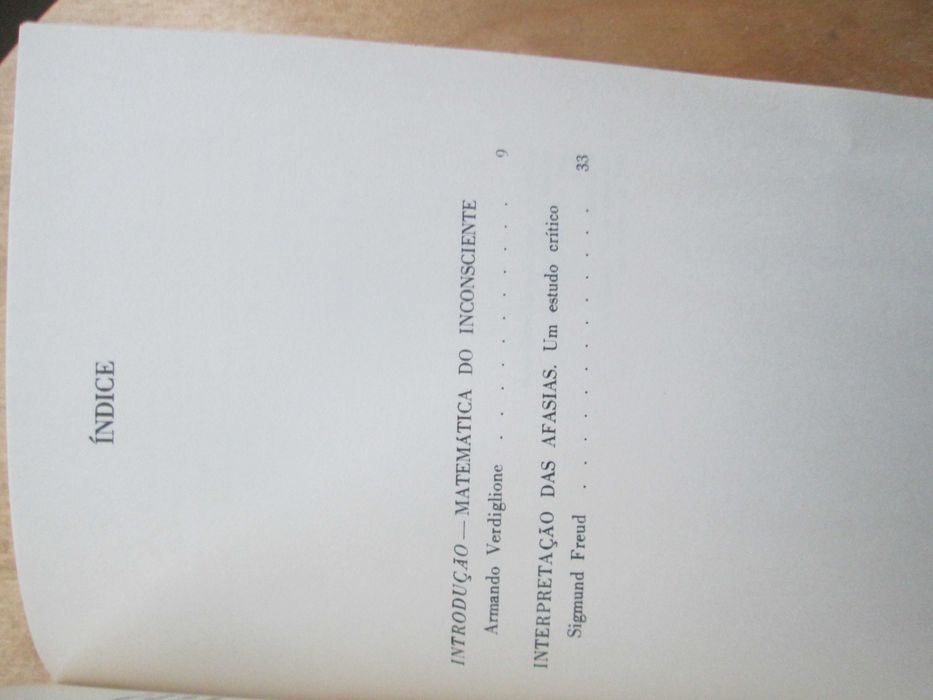 ÍNDICE
INTRODUÇÃO — MATEMÁTICA DO INCONSCIENTE
Armando Verdiglione . . . . . . . . . . 9
INTERPRETAÇÃO DAS AFASIAS. Um estudo crítico
Sigmund Freud . . . . . . . . . . . . 33